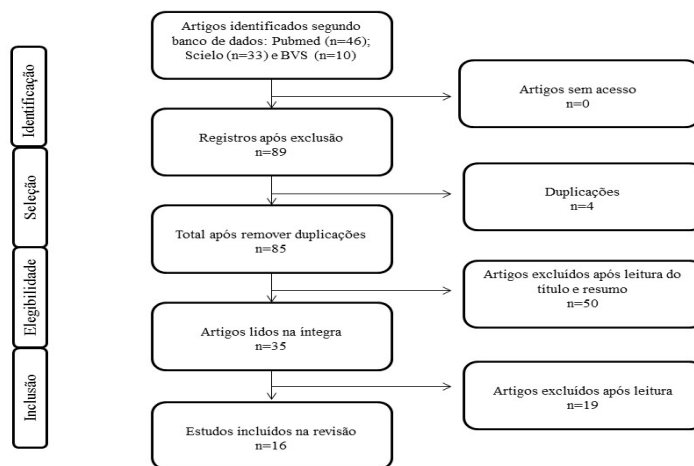 Artigos identificados segundo
banco de dados: Pubmed (n=46);
Scielo (n=33) e BVS (n=10)
Identificação
Artigos sem acesso
n=0
Registros após exclusão
n=89
Seleção
Duplicações
n=4
Total após remover duplicações
n=85
Elegibilidade
Artigos excluídos após leitura do
título e resumo
n=50
Artigos lidos na íntegra
n=35
Inclusão
Artigos excluídos após leitura
n=19
Estudos incluídos na revisão
n=16